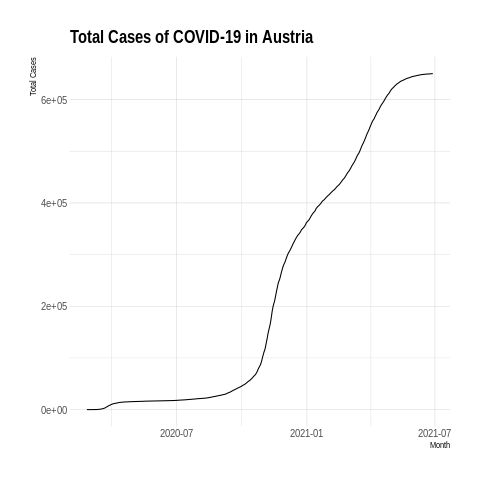 Total Cases of COVID-19 in Austria
Total Cases
6e+05
4e+05
2e+05
0e+00
2020-07
2021-01
2021-07
Month